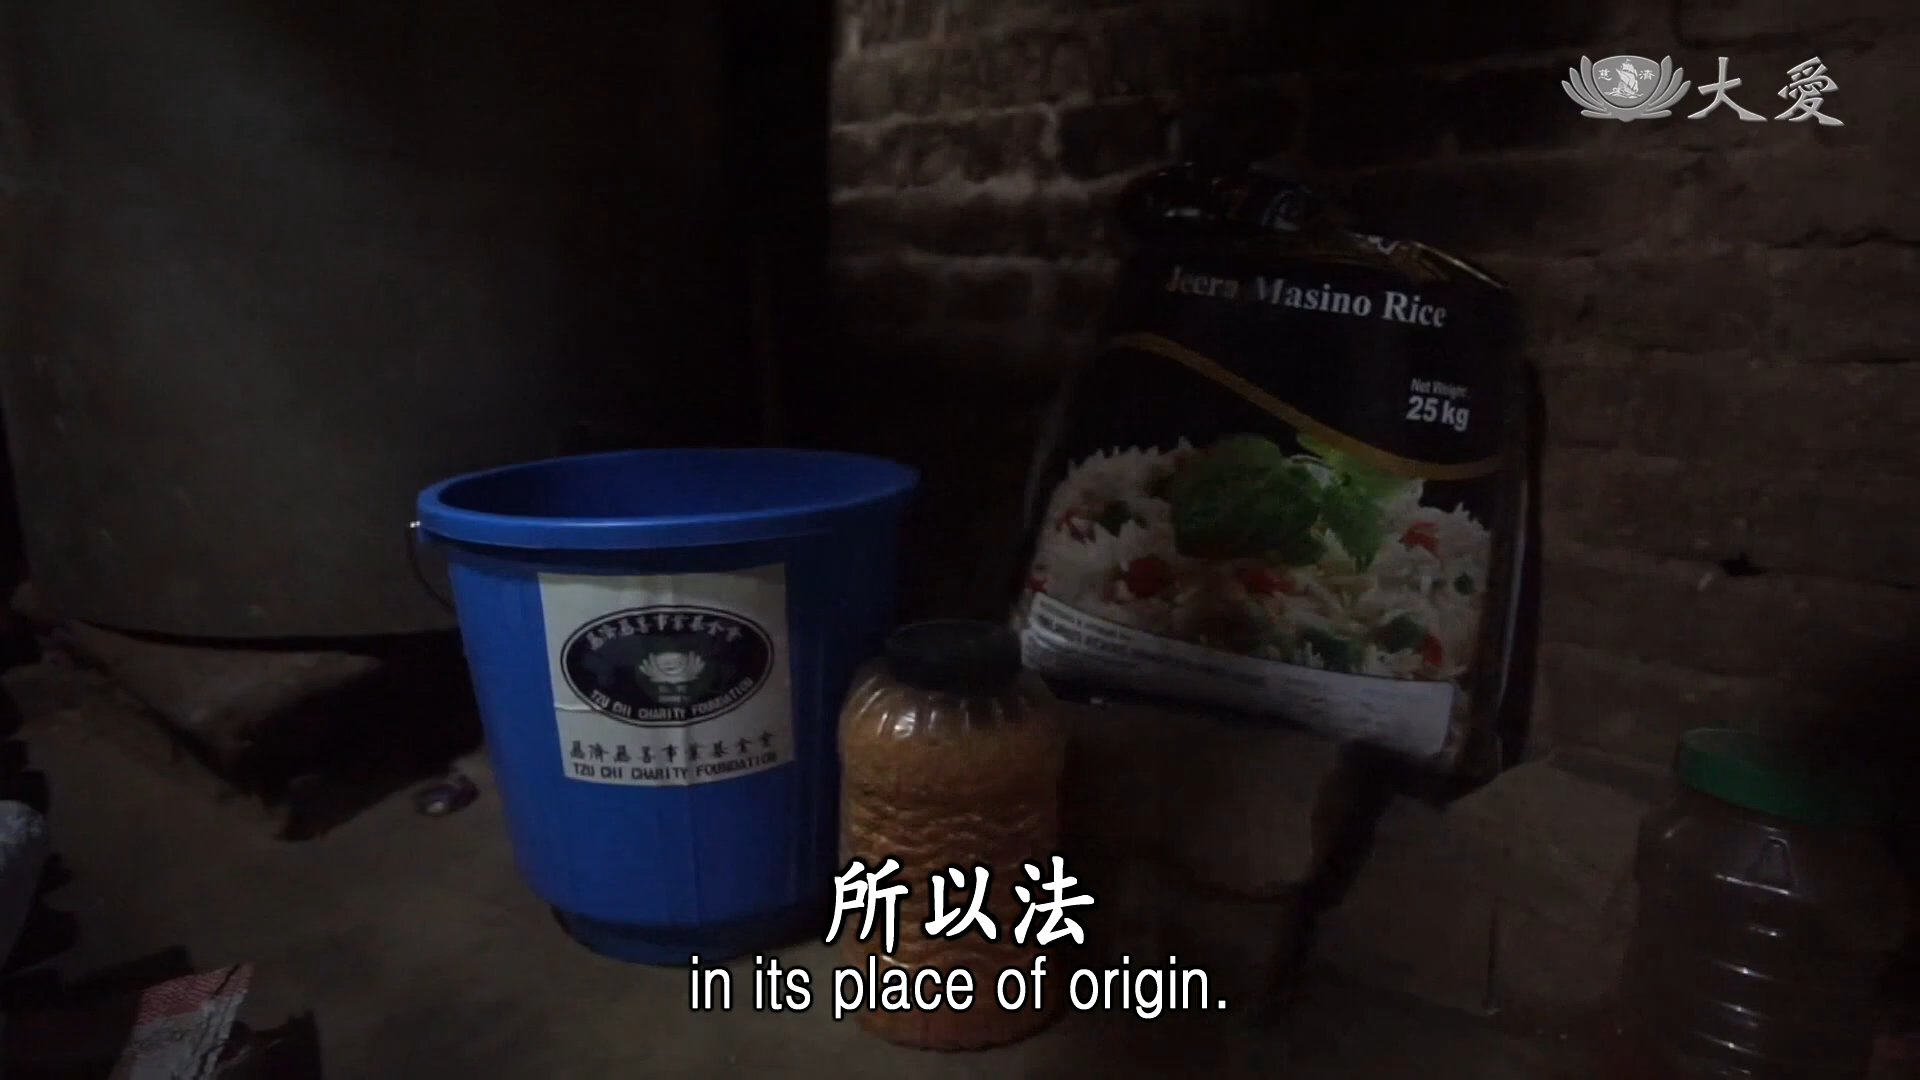 慈濟
大愛
Jeera Masino Rice
Net Weight:
25 kg
慈濟慈善事業基金會
TZU CHI CHARITY FOUNDATION
慈濟慈善事業基金會
TZU CHI CHARITY FOUNDATION
所以法
in its place of origin.